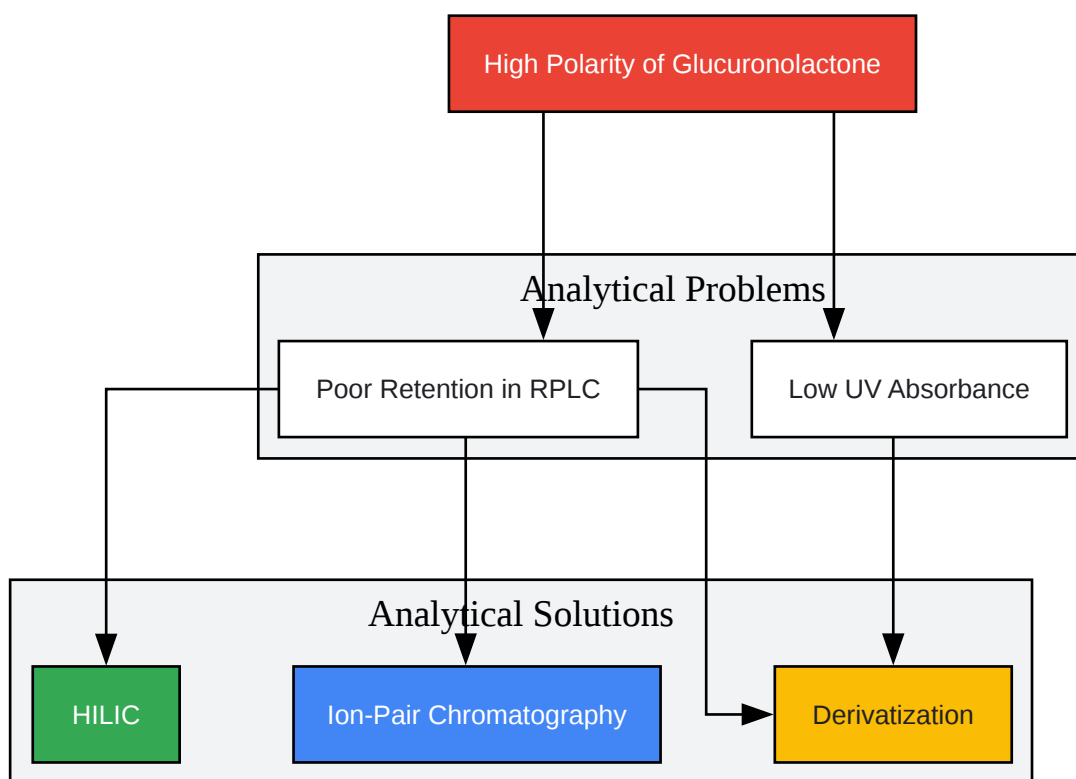 High Polarity of Glucuronolactone
Analytical Problems
Poor Retention in RPLC
Low UV Absorbance
Analytical Solutions
HILIC
Ion-Pair Chromatography
Derivatization